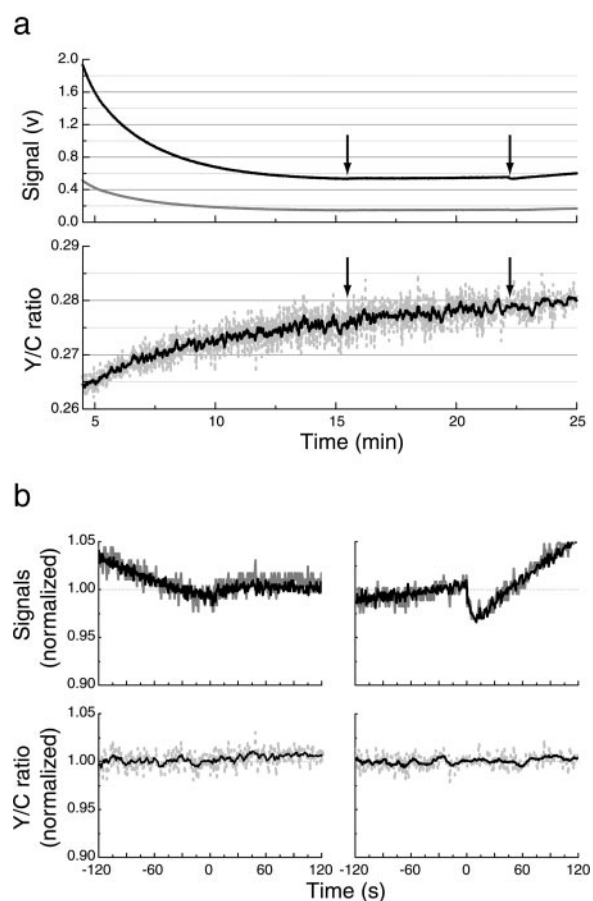 a
2.0
1.6
1.2
0.8
0.4
0.0
Signal (v)
0.29
0.28
0.27
0.26
Y/C ratio
5 10 15 20 25
Time (min)
b
1.05
1.00
0.95
0.90
Signals
(normalized)
1.05
1.00
0.95
0.90
Y/C ratio
(normalized)
-120 -60 0 60 120 -120 -60 0 60 120
Time (s)